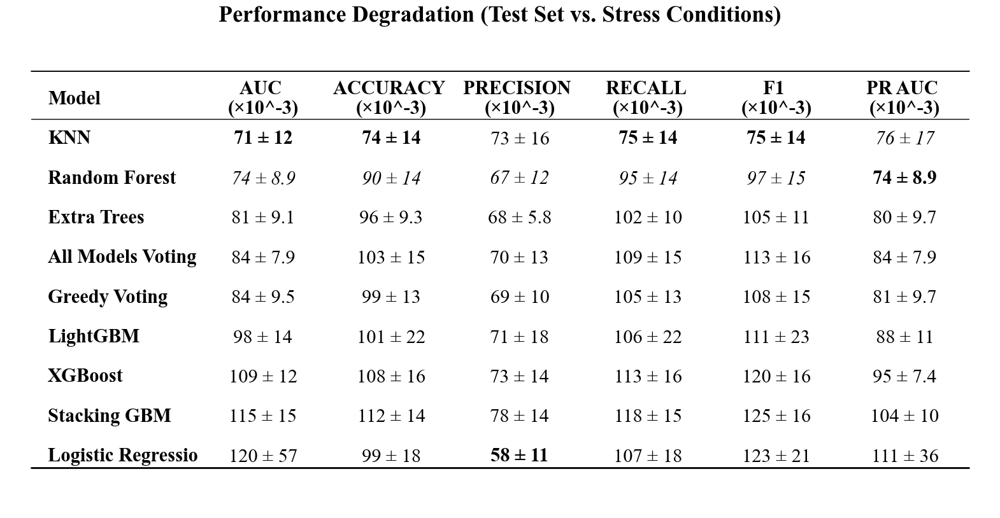 Performance Degradation (Test Set vs. Stress Conditions)
Model AUC (×10^-3) ACCURACY (×10^-3) PRECISION (×10^-3) RECALL (×10^-3) F1 (×10^-3) PR AUC (×10^-3)
KNN 71 ± 12 74 ± 14 73 ± 16 75 ± 14 75 ± 14 76 ± 17
Random Forest 74 ± 8.9 90 ± 14 67 ± 12 95 ± 14 97 ± 15 74 ± 8.9
Extra Trees 81 ± 9.1 96 ± 9.3 68 ± 5.8 102 ± 10 105 ± 11 80 ± 9.7
All Models Voting 84 ± 7.9 103 ± 15 70 ± 13 109 ± 15 113 ± 16 84 ± 7.9
Greedy Voting 84 ± 9.5 99 ± 13 69 ± 10 105 ± 13 108 ± 15 81 ± 9.7
LightGBM 98 ± 14 101 ± 22 71 ± 18 106 ± 22 111 ± 23 88 ± 11
XGBoost 109 ± 12 108 ± 16 73 ± 14 113 ± 16 120 ± 16 95 ± 7.4
Stacking GBM 115 ± 15 112 ± 14 78 ± 14 118 ± 15 125 ± 16 104 ± 10
Logistic Regressio 120 ± 57 99 ± 18 58 ± 11 107 ± 18 123 ± 21 111 ± 36